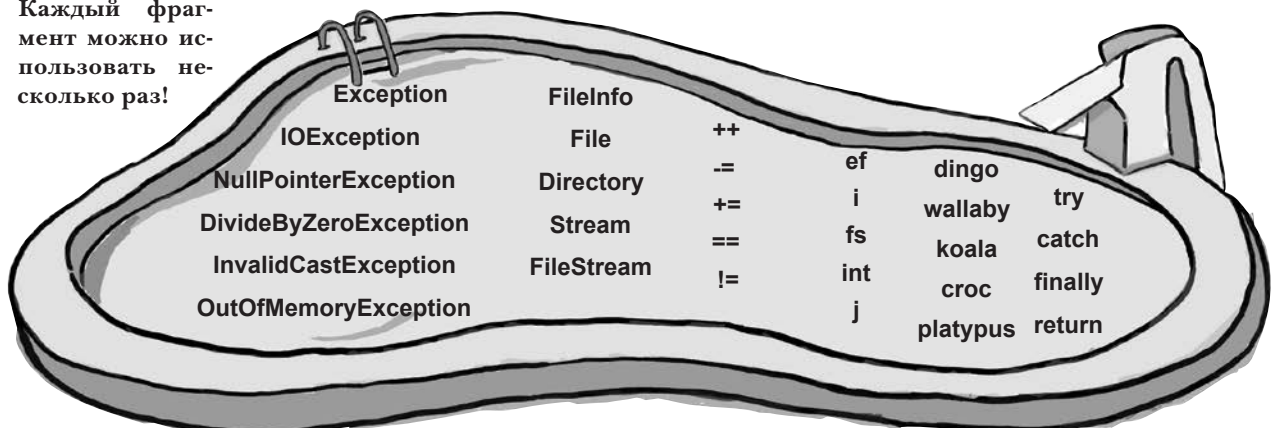 Каждый фраг-
мент можно ис-
пользовать не-
сколько раз!
Exception
IOException
NullPointerException
DivideByZeroException
InvalidCastException
OutOfMemoryException
FileInfo
File
Directory
Stream
FileStream
++
-=
+=
==
!=
ef
i
fs
int
j
dingo
wallaby
koala
croc
platypus
try
catch
finally
return